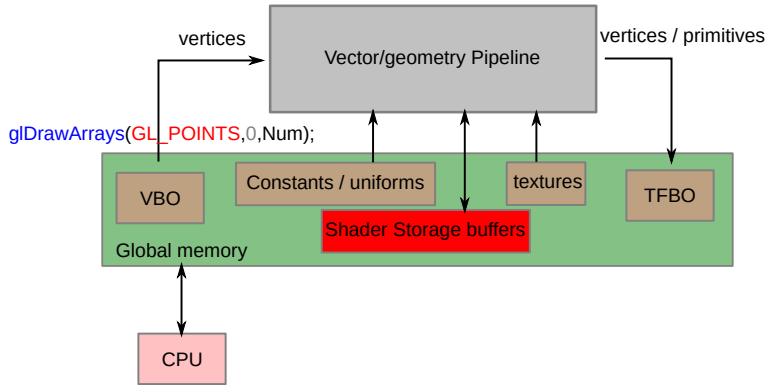 vertices
Vector/geometry Pipeline
vertices / primitives
glDrawArrays(GL_POINTS,0,Num);
VBO
Constants / uniforms
textures
TFBO
Shader Storage buffers
Global memory
CPU